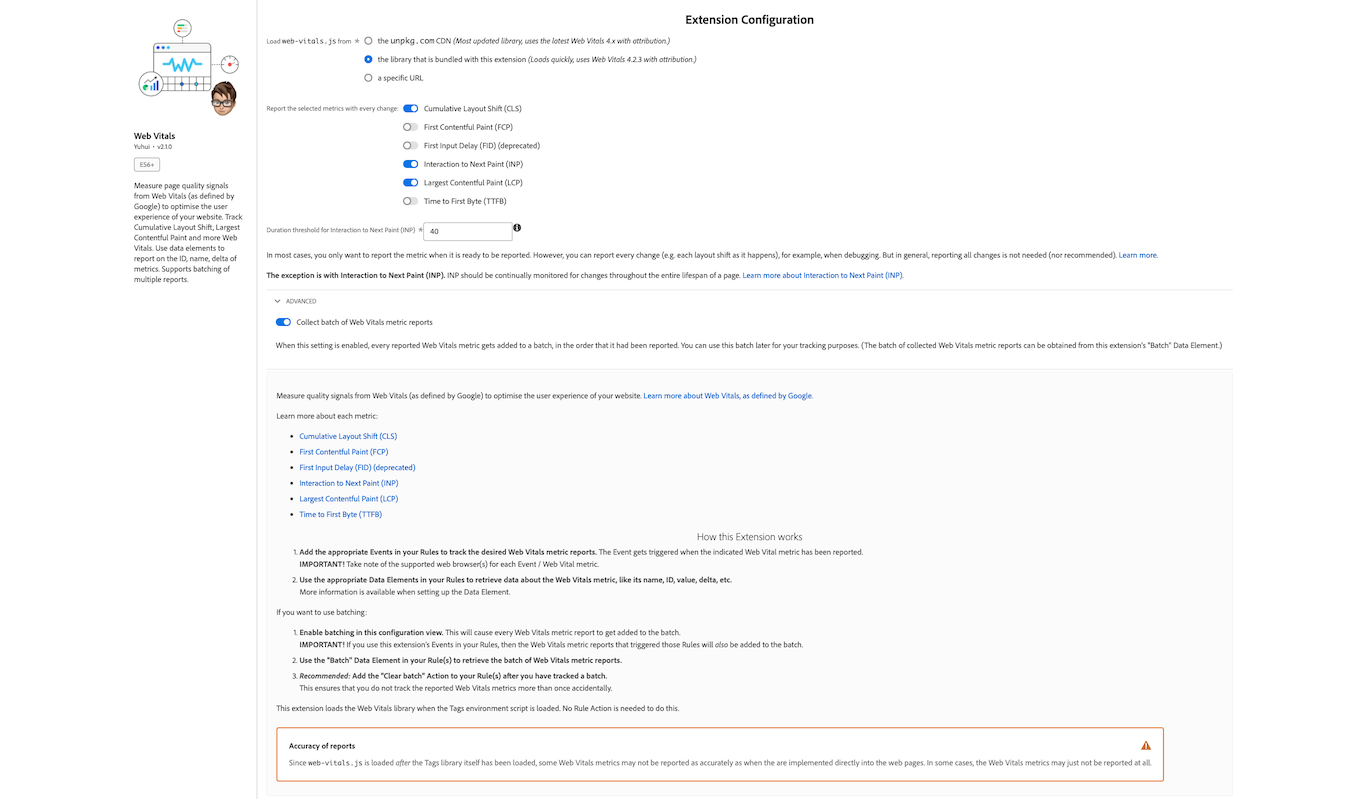 Web Vitals
Yuhui • v2.1.0
ES6+
Measure page quality signals
from Web Vitals (as defined by
Google) to optimise the user
experience of your website. Track
Cumulative Layout Shift, Largest
Contentful Paint and more Web
Vitals. Use data elements to
report on the ID, name, delta of
metrics. Supports batching of
multiple reports.
Extension Configuration
Load web-vitals.js from *
the unpkg.com CDN (Most updated library, uses the latest Web Vitals 4.x with attribution.)
the library that is bundled with this extension (Loads quickly, uses Web Vitals 4.2.3 with attribution.)
a specific URL
Report the selected metrics with every change:
Cumulative Layout Shift (CLS)
First Contentful Paint (FCP)
First Input Delay (FID) (deprecated)
Interaction to Next Paint (INP)
Largest Contentful Paint (LCP)
Time to First Byte (TTFB)
Duration threshold for Interaction to Next Paint (INP) * 40
In most cases, you only want to report the metric when it is ready to be reported. However, you can report every change (e.g. each layout shift as it happens), for example, when debugging. But in general, reporting all changes is not needed (nor recommended). Learn more.
The exception is with Interaction to Next Paint (INP). INP should be continually monitored for changes throughout the entire lifespan of a page. Learn more about Interaction to Next Paint (INP).
ADVANCED
Collect batch of Web Vitals metric reports
When this setting is enabled, every reported Web Vitals metric gets added to a batch, in the order that it had been reported. You can use this batch later for your tracking purposes. (The batch of collected Web Vitals metric reports can be obtained from this extension's "Batch" Data Element.)
Measure quality signals from Web Vitals (as defined by Google) to optimise the user experience of your website. Learn more about Web Vitals, as defined by Google.
Learn more about each metric:
• Cumulative Layout Shift (CLS)
• First Contentful Paint (FCP)
• First Input Delay (FID) (deprecated)
• Interaction to Next Paint (INP)
• Largest Contentful Paint (LCP)
• Time to First Byte (TTFB)
How this Extension works
1. Add the appropriate Events in your Rules to track the desired Web Vitals metric reports. The Event gets triggered when the indicated Web Vital metric has been reported.
IMPORTANT! Take note of the supported web browser(s) for each Event / Web Vital metric.
2. Use the appropriate Data Elements in your Rules to retrieve data about the Web Vitals metric, like its name, ID, value, delta, etc.
More information is available when setting up the Data Element.
If you want to use batching:
1. Enable batching in this configuration view. This will cause every Web Vitals metric report to get added to the batch.
IMPORTANT! If you use this extension's Events in your Rules, then the Web Vitals metric reports that triggered those Rules will also be added to the batch.
2. Use the "Batch" Data Element in your Rule(s) to retrieve the batch of Web Vitals metric reports.
3. Recommended: Add the "Clear batch" Action to your Rule(s) after you have tracked a batch.
This ensures that you do not track the reported Web Vitals metrics more than once accidentally.
This extension loads the Web Vitals library when the Tags environment script is loaded. No Rule Action is needed to do this.
Accuracy of reports
Since web-vitals.js is loaded after the Tags library itself has been loaded, some Web Vitals metrics may not be reported as accurately as when the are implemented directly into the web pages. In some cases, the Web Vitals metrics may just not be reported at all.